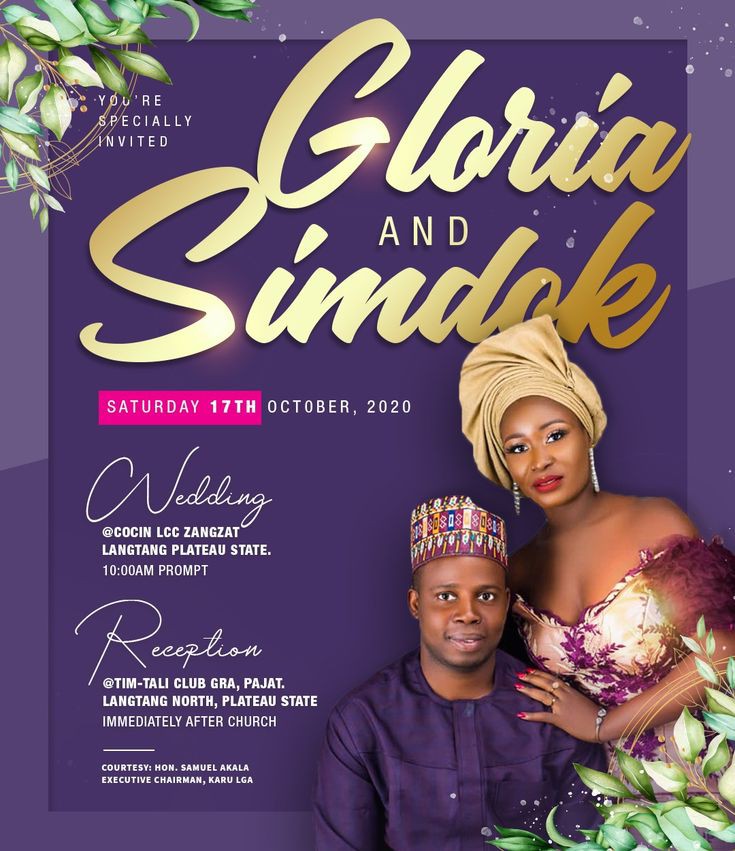 YOU'RE
SPECIALLY
INVITED
Gloria
AND
Simdok
SATURDAY 17TH OCTOBER, 2020
Wedding
@COCIN LCC ZANGZAT
LANGTANG PLATEAU STATE.
10:00AM PROMPT
Reception
@TIM-TALI CLUB GRA, PAJAT.
LANGTANG NORTH, PLATEAU STATE
IMMEDIATELY AFTER CHURCH
COURTESY: HON. SAMUEL AKALA
EXECUTIVE CHAIRMAN, KARU LGA